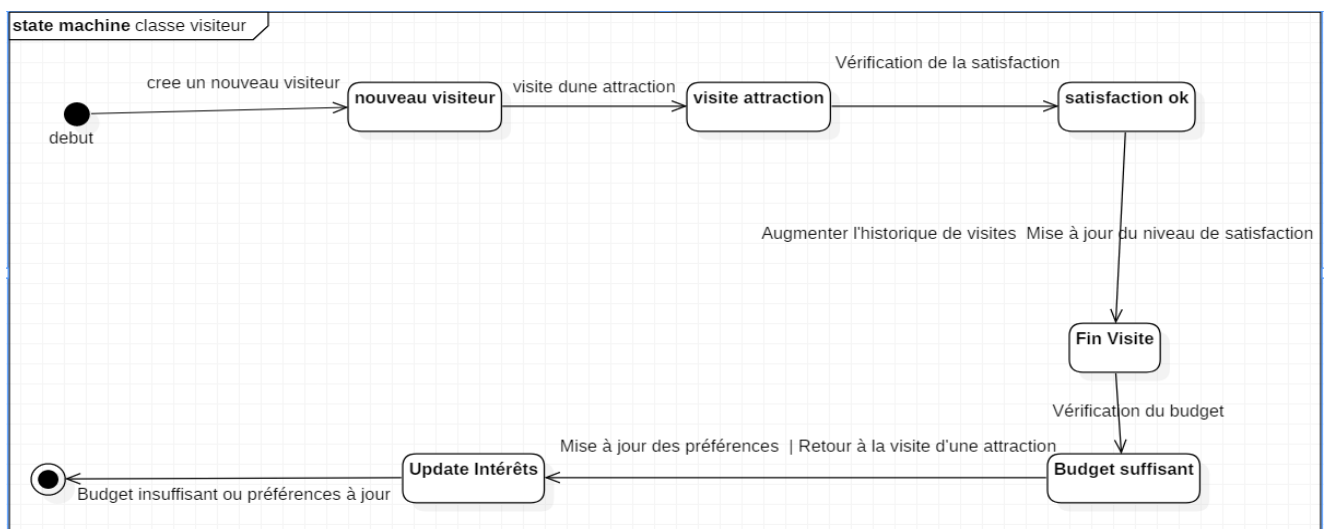 state machine classe visiteur
Vérification de la satisfaction
cree un nouveau visiteur
visite dune attraction
nouveau visiteur
visite attraction
satisfaction ok
debut
Augmenter l'historique de visites Mise à jour du niveau de satisfaction
Fin Visite
Vérification du budget
Mise à jour des préférences | Retour à la visite d'une attraction
Update Intérêts
Budget suffisant
Budget insuffisant ou préférences à jour